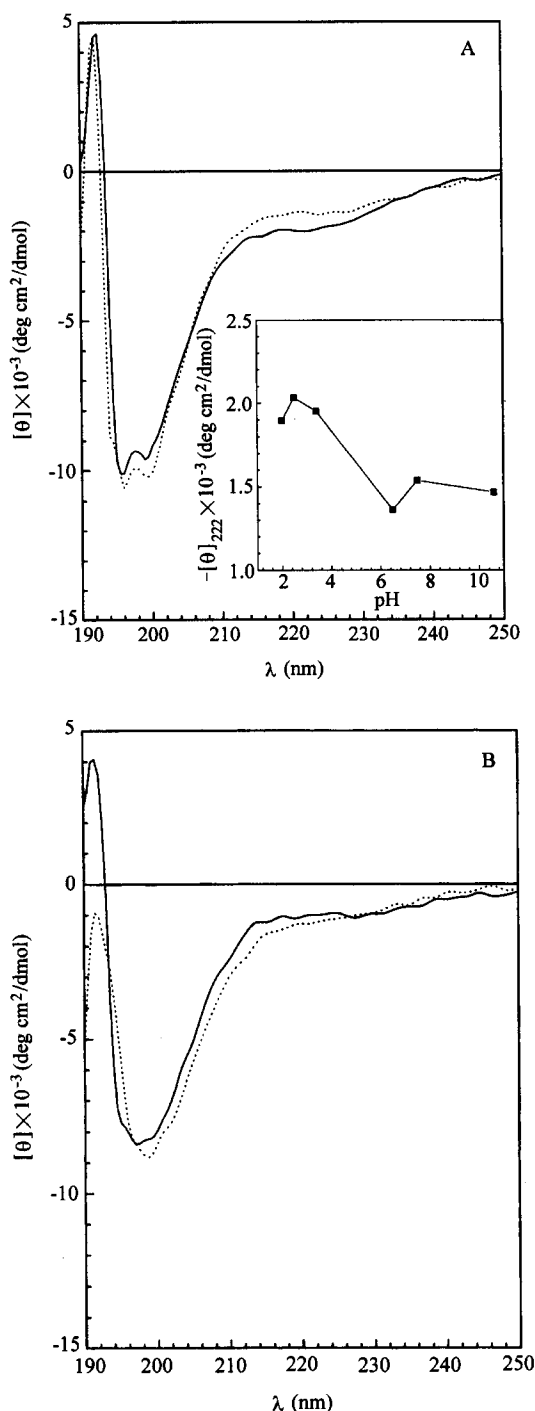 A
5
0
-5
-10
-15
[θ]×10⁻³ (deg cm²/dmol)
190 200 210 220 230 240 250
λ (nm)
2.5
2.0
1.5
1.0
−[θ]₂₂₂ ×10⁻³ (deg cm²/dmol)
2 4 6 8 10
pH
B
5
0
-5
-10
-15
[θ]×10⁻³ (deg cm²/dmol)
190 200 210 220 230 240 250
λ (nm)